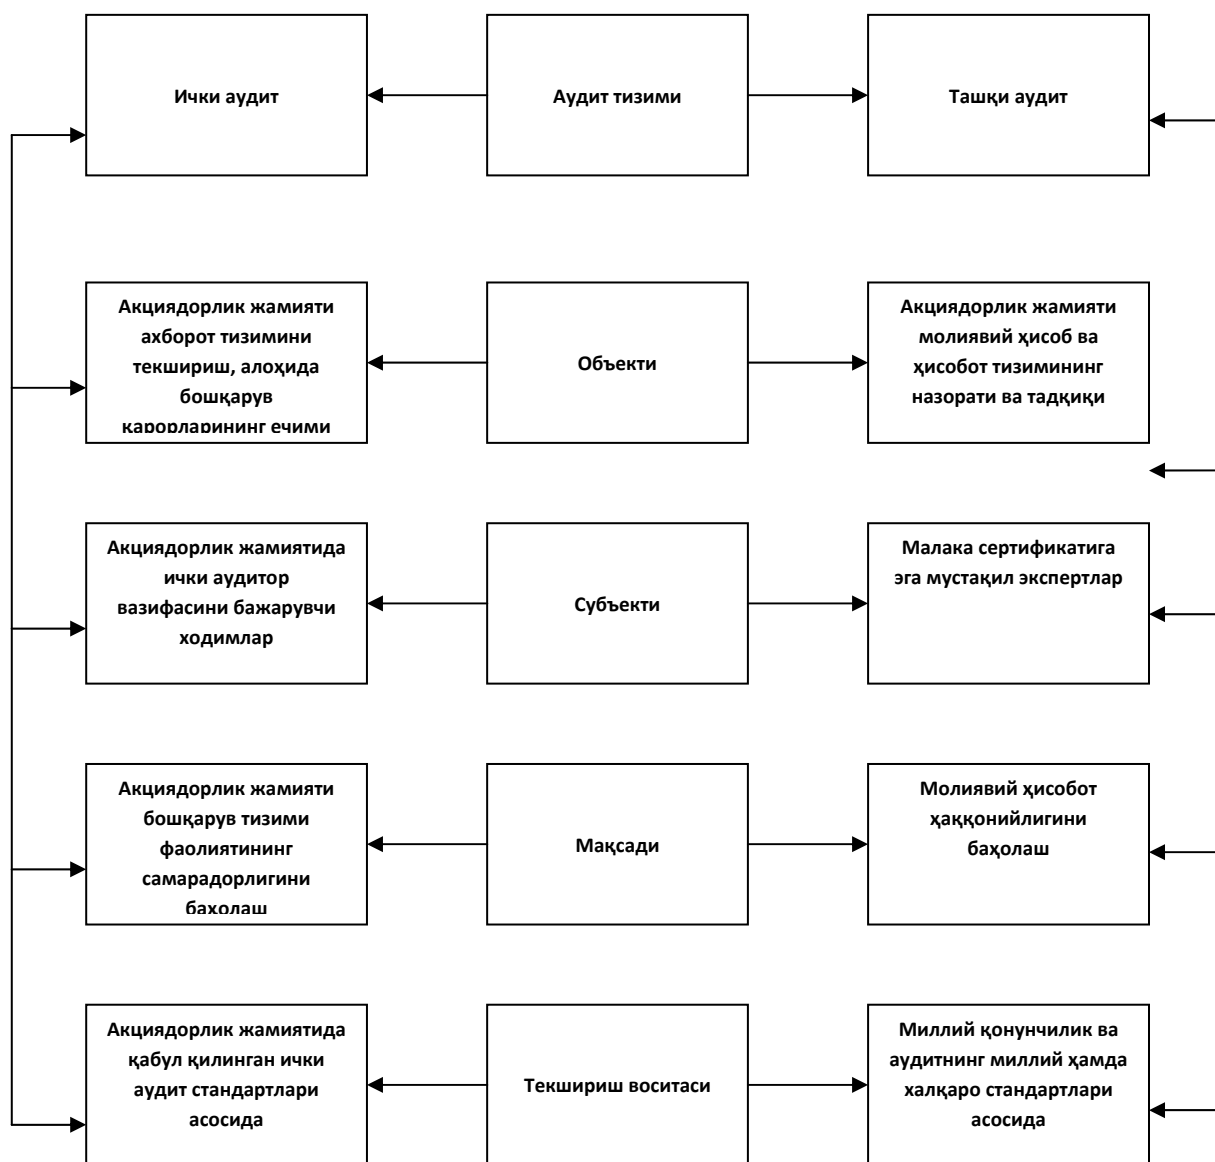 Ички аудит
Аудит тизими
Ташқи аудит
Акциядорлик жамияти
ахборот тизимини
текшириш, алоҳида
бошқарув
қарорларининг ечими
Объекти
Акциядорлик жамияти
молиявий ҳисоб ва
ҳисобот тизимининг
назорати ва тадқиқи
Акциядорлик жамиятида
ички аудитор
вазифасини бажарувчи
ходимлар
Субъекти
Малака сертификатига
эга мустақил экспертлар
Акциядорлик жамияти
бошқарув тизими
фаолиятининг
самарадорлигини
баҳолаш
Мақсади
Молиявий ҳисобот
ҳаққонийлигини
баҳолаш
Акциядорлик жамиятида
қабул қилинган ички
аудит стандартлари
асосида
Текшириш воситаси
Миллий қонунчилик ва
аудитнинг миллий ҳамда
халқаро стандартлари
асосида